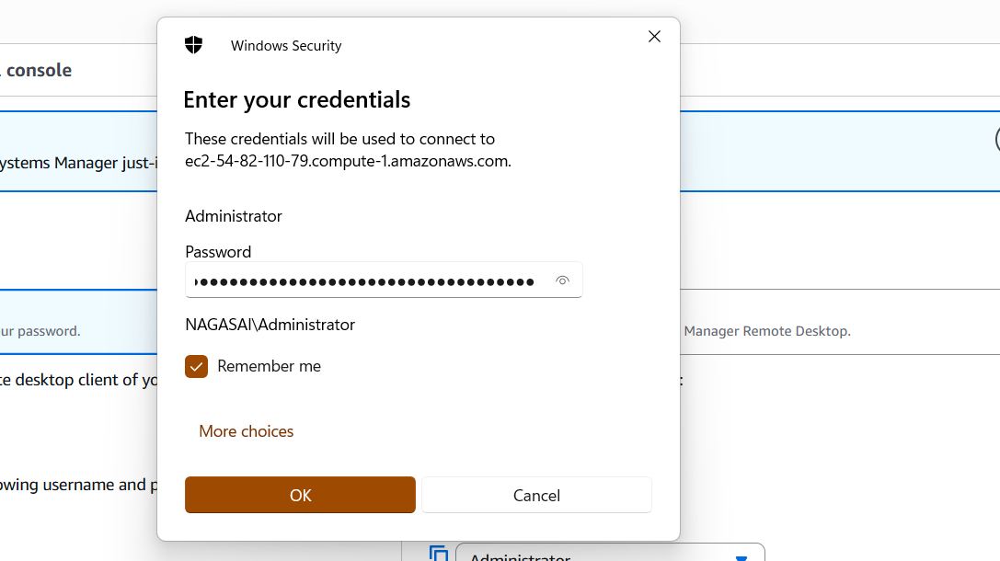 Windows Security
console
Enter your credentials
These credentials will be used to connect to
ec2-54-82-110-79.compute-1.amazonaws.com.
ystems Manager just-i
Administrator
Password
●●●●●●●●●●●●●●●●●●●●●●●●●●●●●●●●●●
NAGASAI\Administrator
ur password.
Manager Remote Desktop.
Remember me
te desktop client of yo
:
More choices
owing username and p
OK
Cancel
Administrator